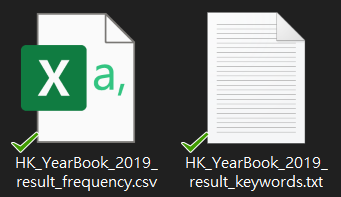 X a,
HK_YearBook_2019_
result_frequency.csv
HK_YearBook_2019_
result_keywords.txt